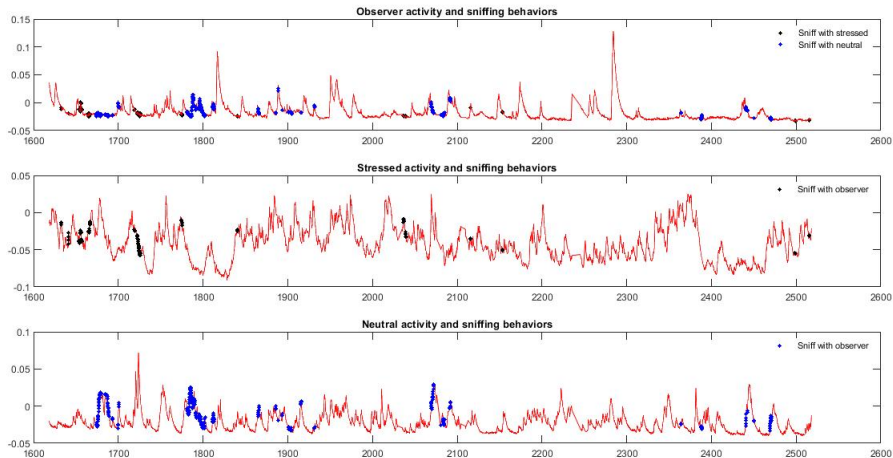 Observer activity and sniffing behaviors
0.15
Sniff with stressed
0.1
Sniff with neutral
0.05
0
-0.05
1600 1700 1800 1900 2000 2100 2200 2300 2400 2500 2600
Stressed activity and sniffing behaviors
0.05
Sniff with observer
0
-0.05
-0.1
1600 1700 1800 1900 2000 2100 2200 2300 2400 2500 2600
Neutral activity and sniffing behaviors
0.1
Sniff with observer
0.05
0
-0.05
1600 1700 1800 1900 2000 2100 2200 2300 2400 2500 2600